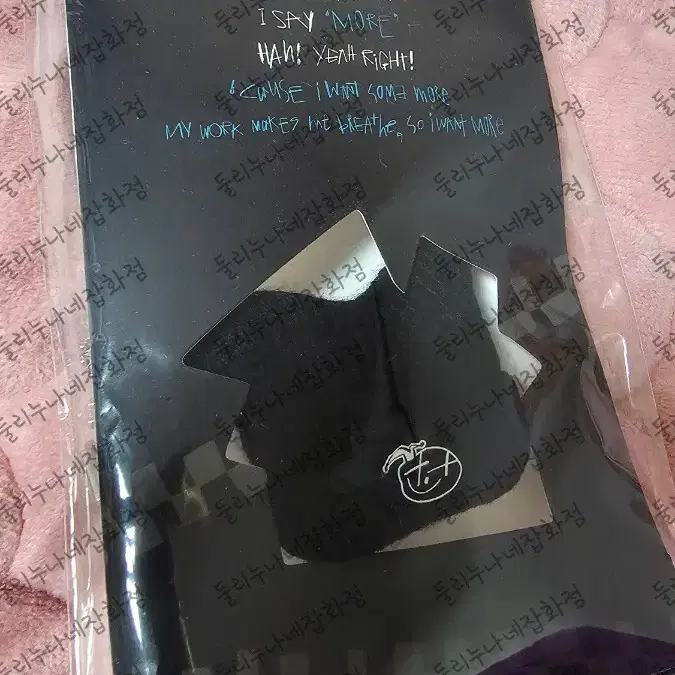 I SAY 'MORE'
HAH! YEAH RIGHT!
'CAUSE I WANT SOME MORE
MY WORK MAKES ME BREATHE, SO I WANT MORE
둘리누나네잡화점